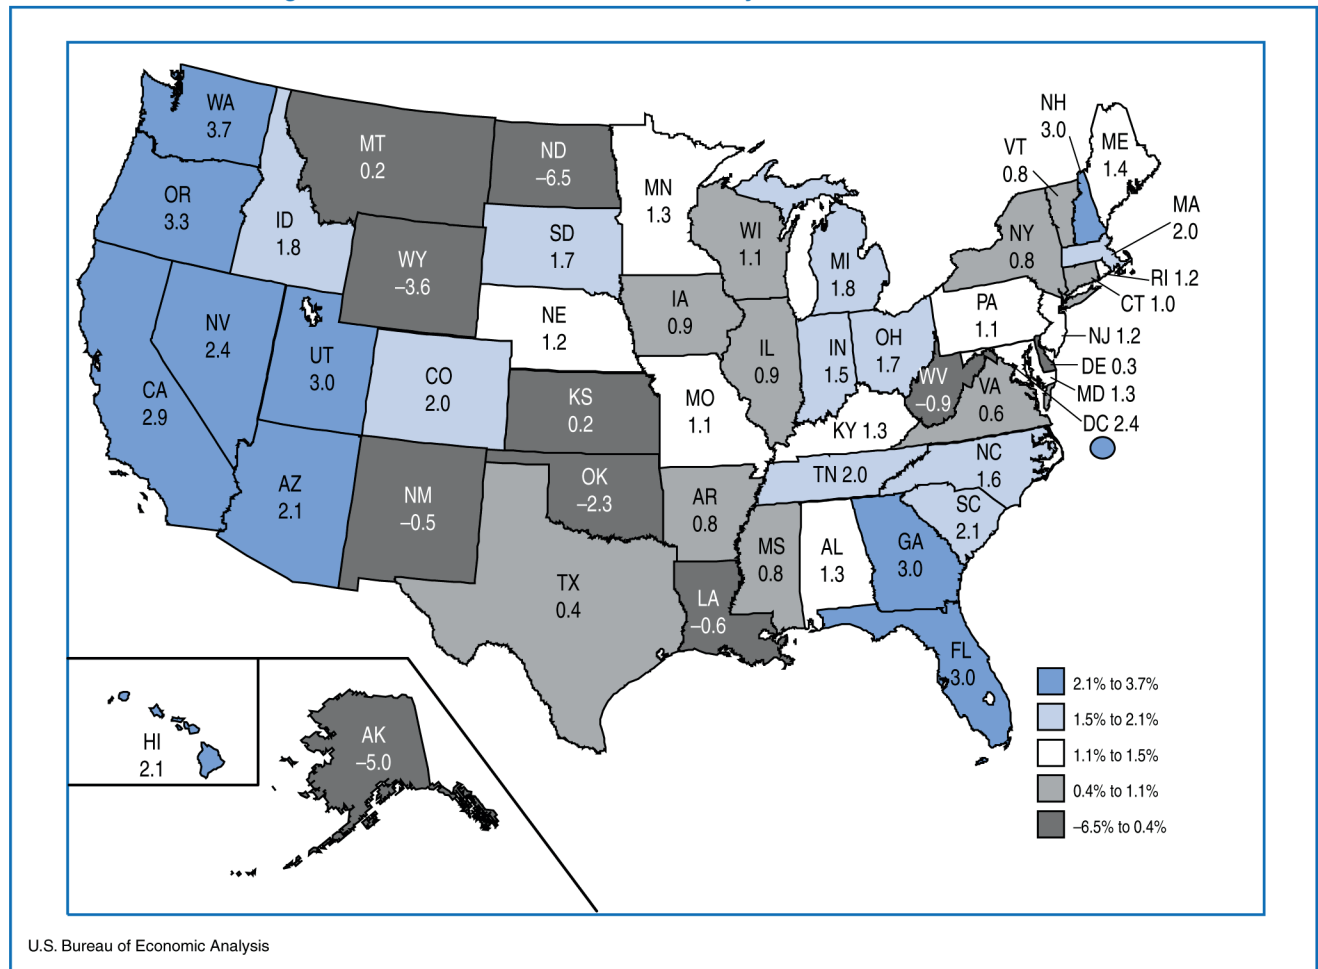 WA
3.7
OR
3.3
CA
2.9
NV
2.4
ID
1.8
MT
0.2
WY
–3.6
UT
3.0
AZ
2.1
CO
2.0
NM
–0.5
ND
–6.5
SD
1.7
NE
1.2
KS
0.2
OK
–2.3
TX
0.4
MN
1.3
IA
0.9
MO
1.1
AR
0.8
LA
–0.6
WI
1.1
IL
0.9
MS
0.8
MI
1.8
IN
1.5
OH
1.7
KY 1.3
TN 2.0
AL
1.3
GA
3.0
FL
3.0
SC
2.1
NC
1.6
VA
0.6
WV
–0.9
PA
1.1
NY
0.8
VT
0.8
NH
3.0
ME
1.4
MA
2.0
RI 1.2
CT 1.0
NJ 1.2
DE 0.3
MD 1.3
DC 2.4
HI
2.1
AK
–5.0
2.1% to 3.7%
1.5% to 2.1%
1.1% to 1.5%
0.4% to 1.1%
–6.5% to 0.4%
U.S. Bureau of Economic Analysis